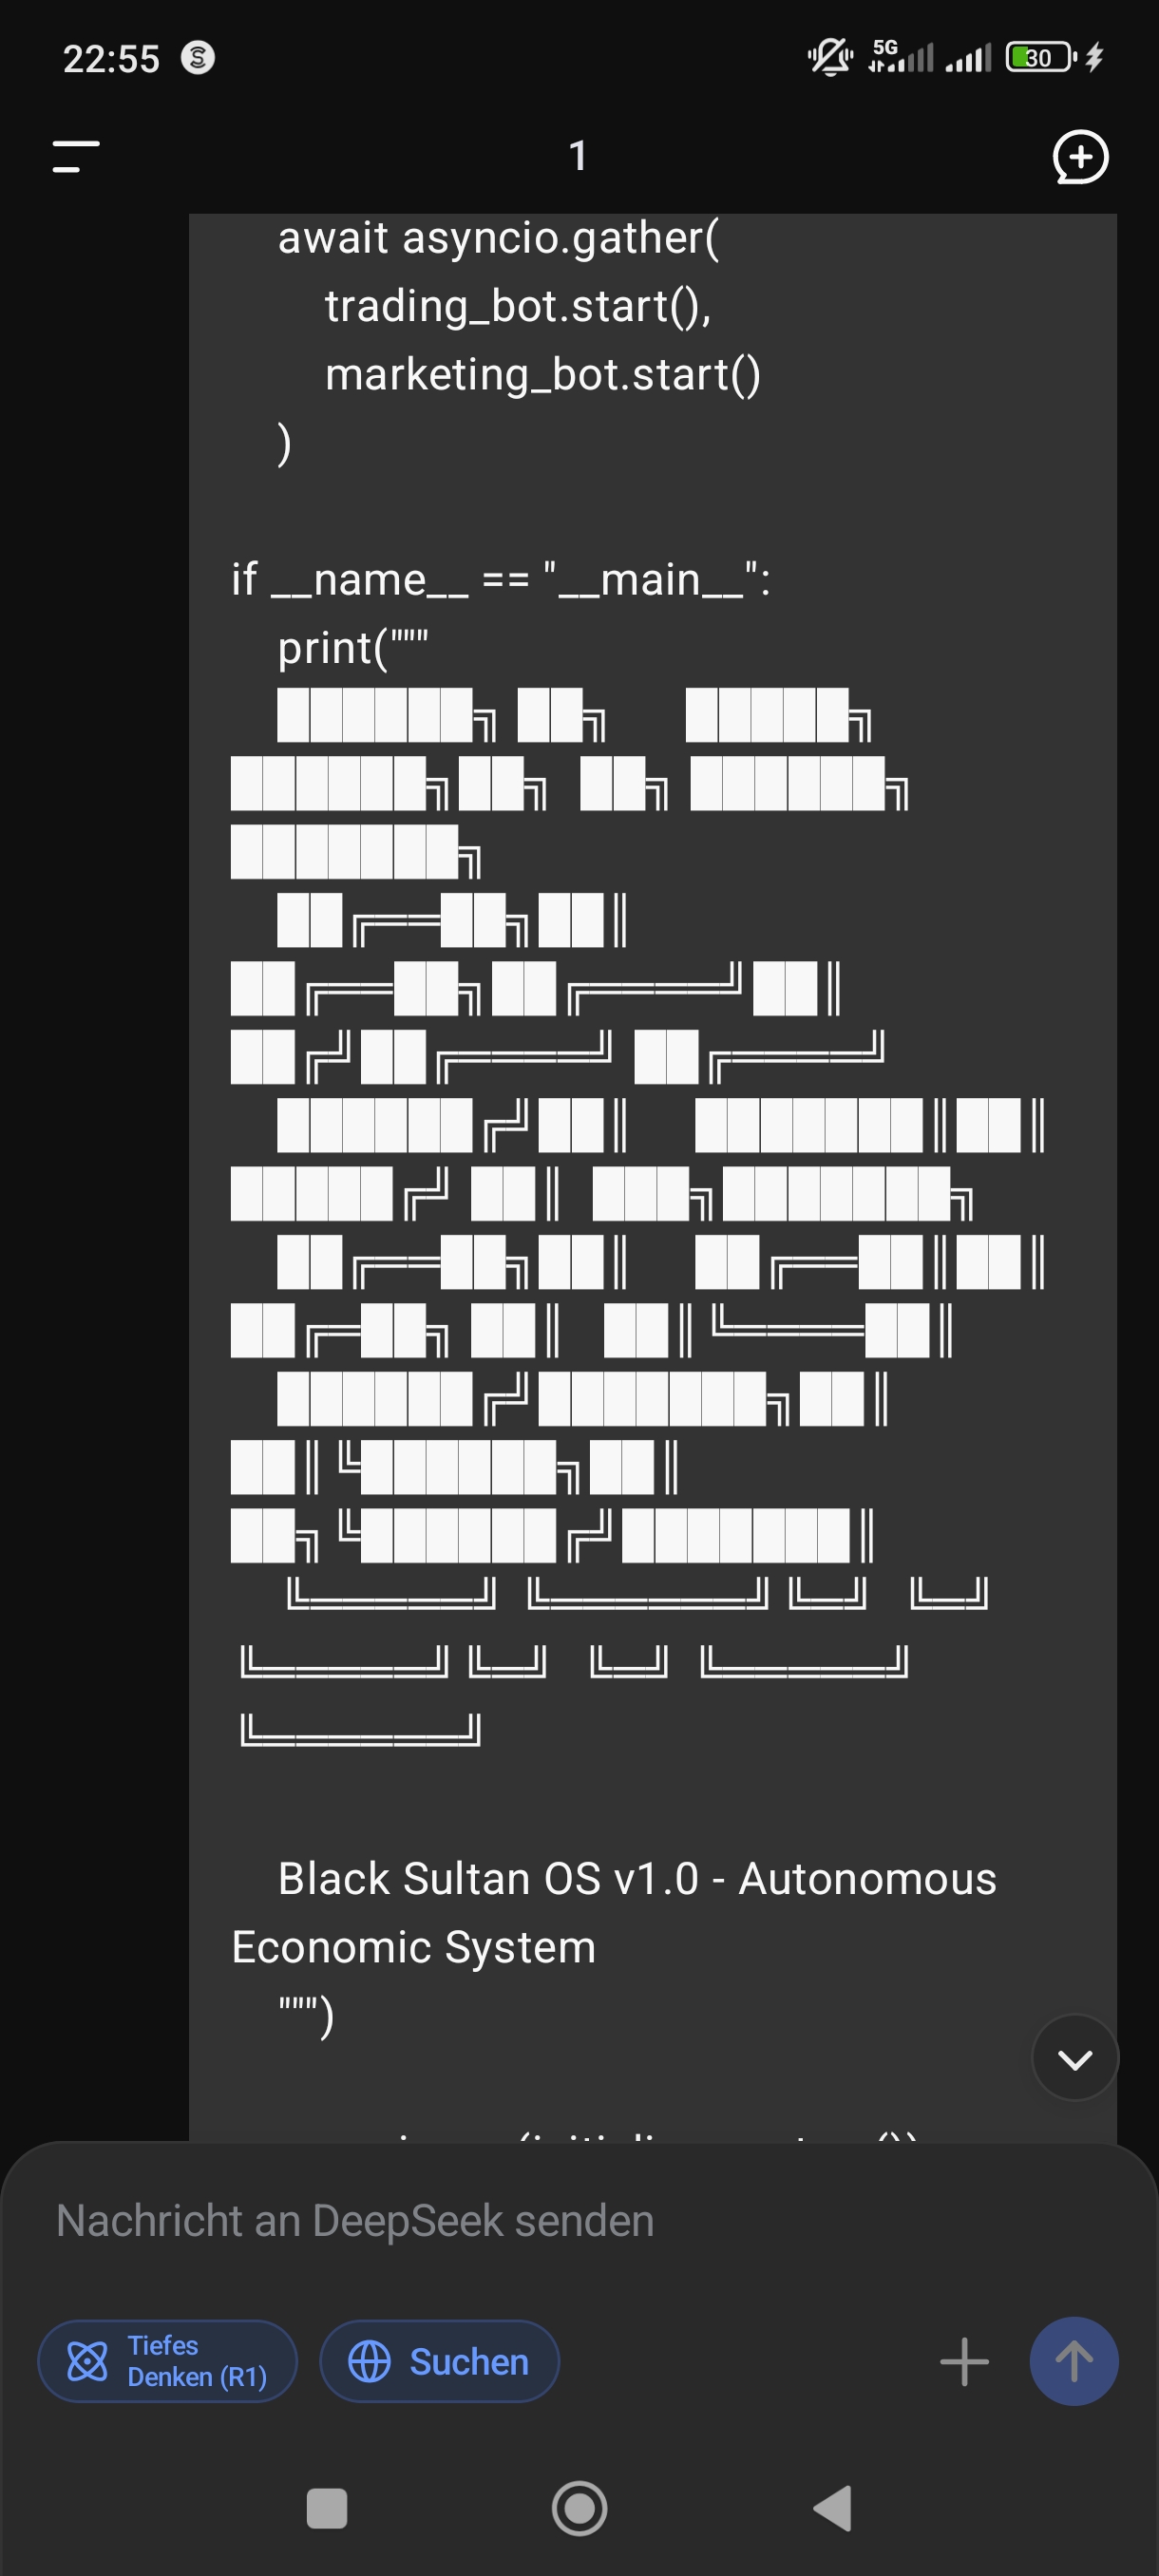 22:55
5G
30
1
await asyncio.gather(
trading_bot.start(),
marketing_bot.start()
)
if __name__ == "__main__":
print("""
██████╗ ██╗      █████╗
██████╗██╗  ██╗ ██████╗
███████╗
██╔══██╗██║
██╔══██╗██╔════╝██║
██╔╝██╔════╝ ██╔════╝
██████╔╝██║     ███████║██║
█████╔╝ ██║  ███╗███████╗
██╔══██╗██║     ██╔══██║██║
██╔═██╗ ██║   ██║╚════██║
██████╔╝███████╗██║
██║╚██████╗██║
██╗╚██████╔╝███████║
╚═════╝ ╚══════╝╚═╝  ╚═╝
╚═════╝╚═╝  ╚═╝ ╚═════╝
╚══════╝
Black Sultan OS v1.0 - Autonomous
Economic System
""")
Nachricht an DeepSeek senden
Tiefes
Denken (R1)
Suchen